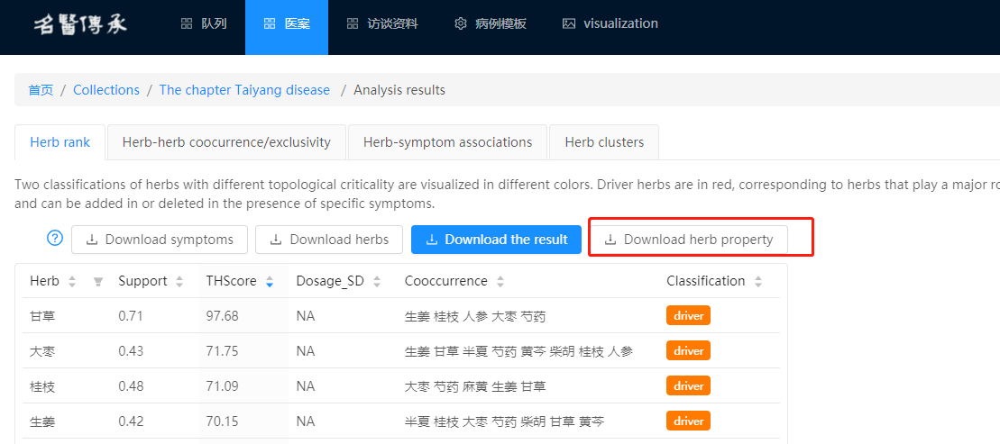 名醫傳承 队列 医案 访谈资料 病例模板 visualization
首页 / Collections / The chapter Taiyang disease / Analysis results
Herb rank Herb-herb coocurrence/exclusivity Herb-symptom associations Herb clusters
Two classifications of herbs with different topological criticality are visualized in different colors. Driver herbs are in red, corresponding to herbs that play a major ro
and can be added in or deleted in the presence of specific symptoms.
? Download symptoms Download herbs Download the result Download herb property
Herb Support THScore Dosage_SD Cooccurrence Classification
甘草 0.71 97.68 NA 生姜 桂枝 人参 大枣 芍药 driver
大枣 0.43 71.75 NA 生姜 甘草 半夏 芍药 黄芩 柴胡 桂枝 人参 driver
桂枝 0.48 71.09 NA 大枣 芍药 麻黄 生姜 甘草 driver
生姜 0.42 70.15 NA 半夏 桂枝 大枣 芍药 柴胡 甘草 黄芩 driver